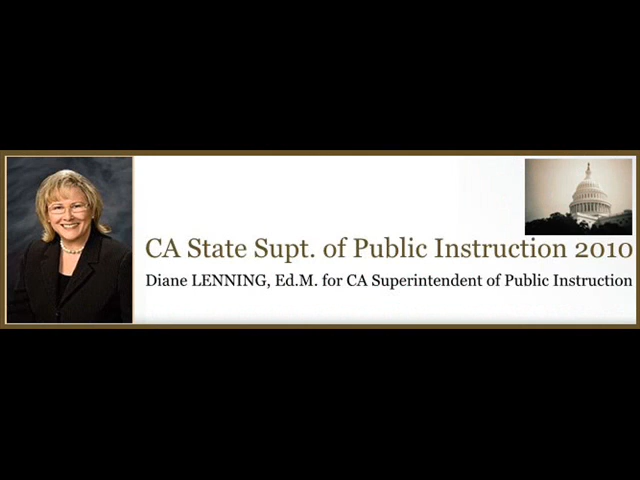 CA State Supt. of Public Instruction 2010
Diane LENNING, Ed.M. for CA Superintendent of Public Instruction